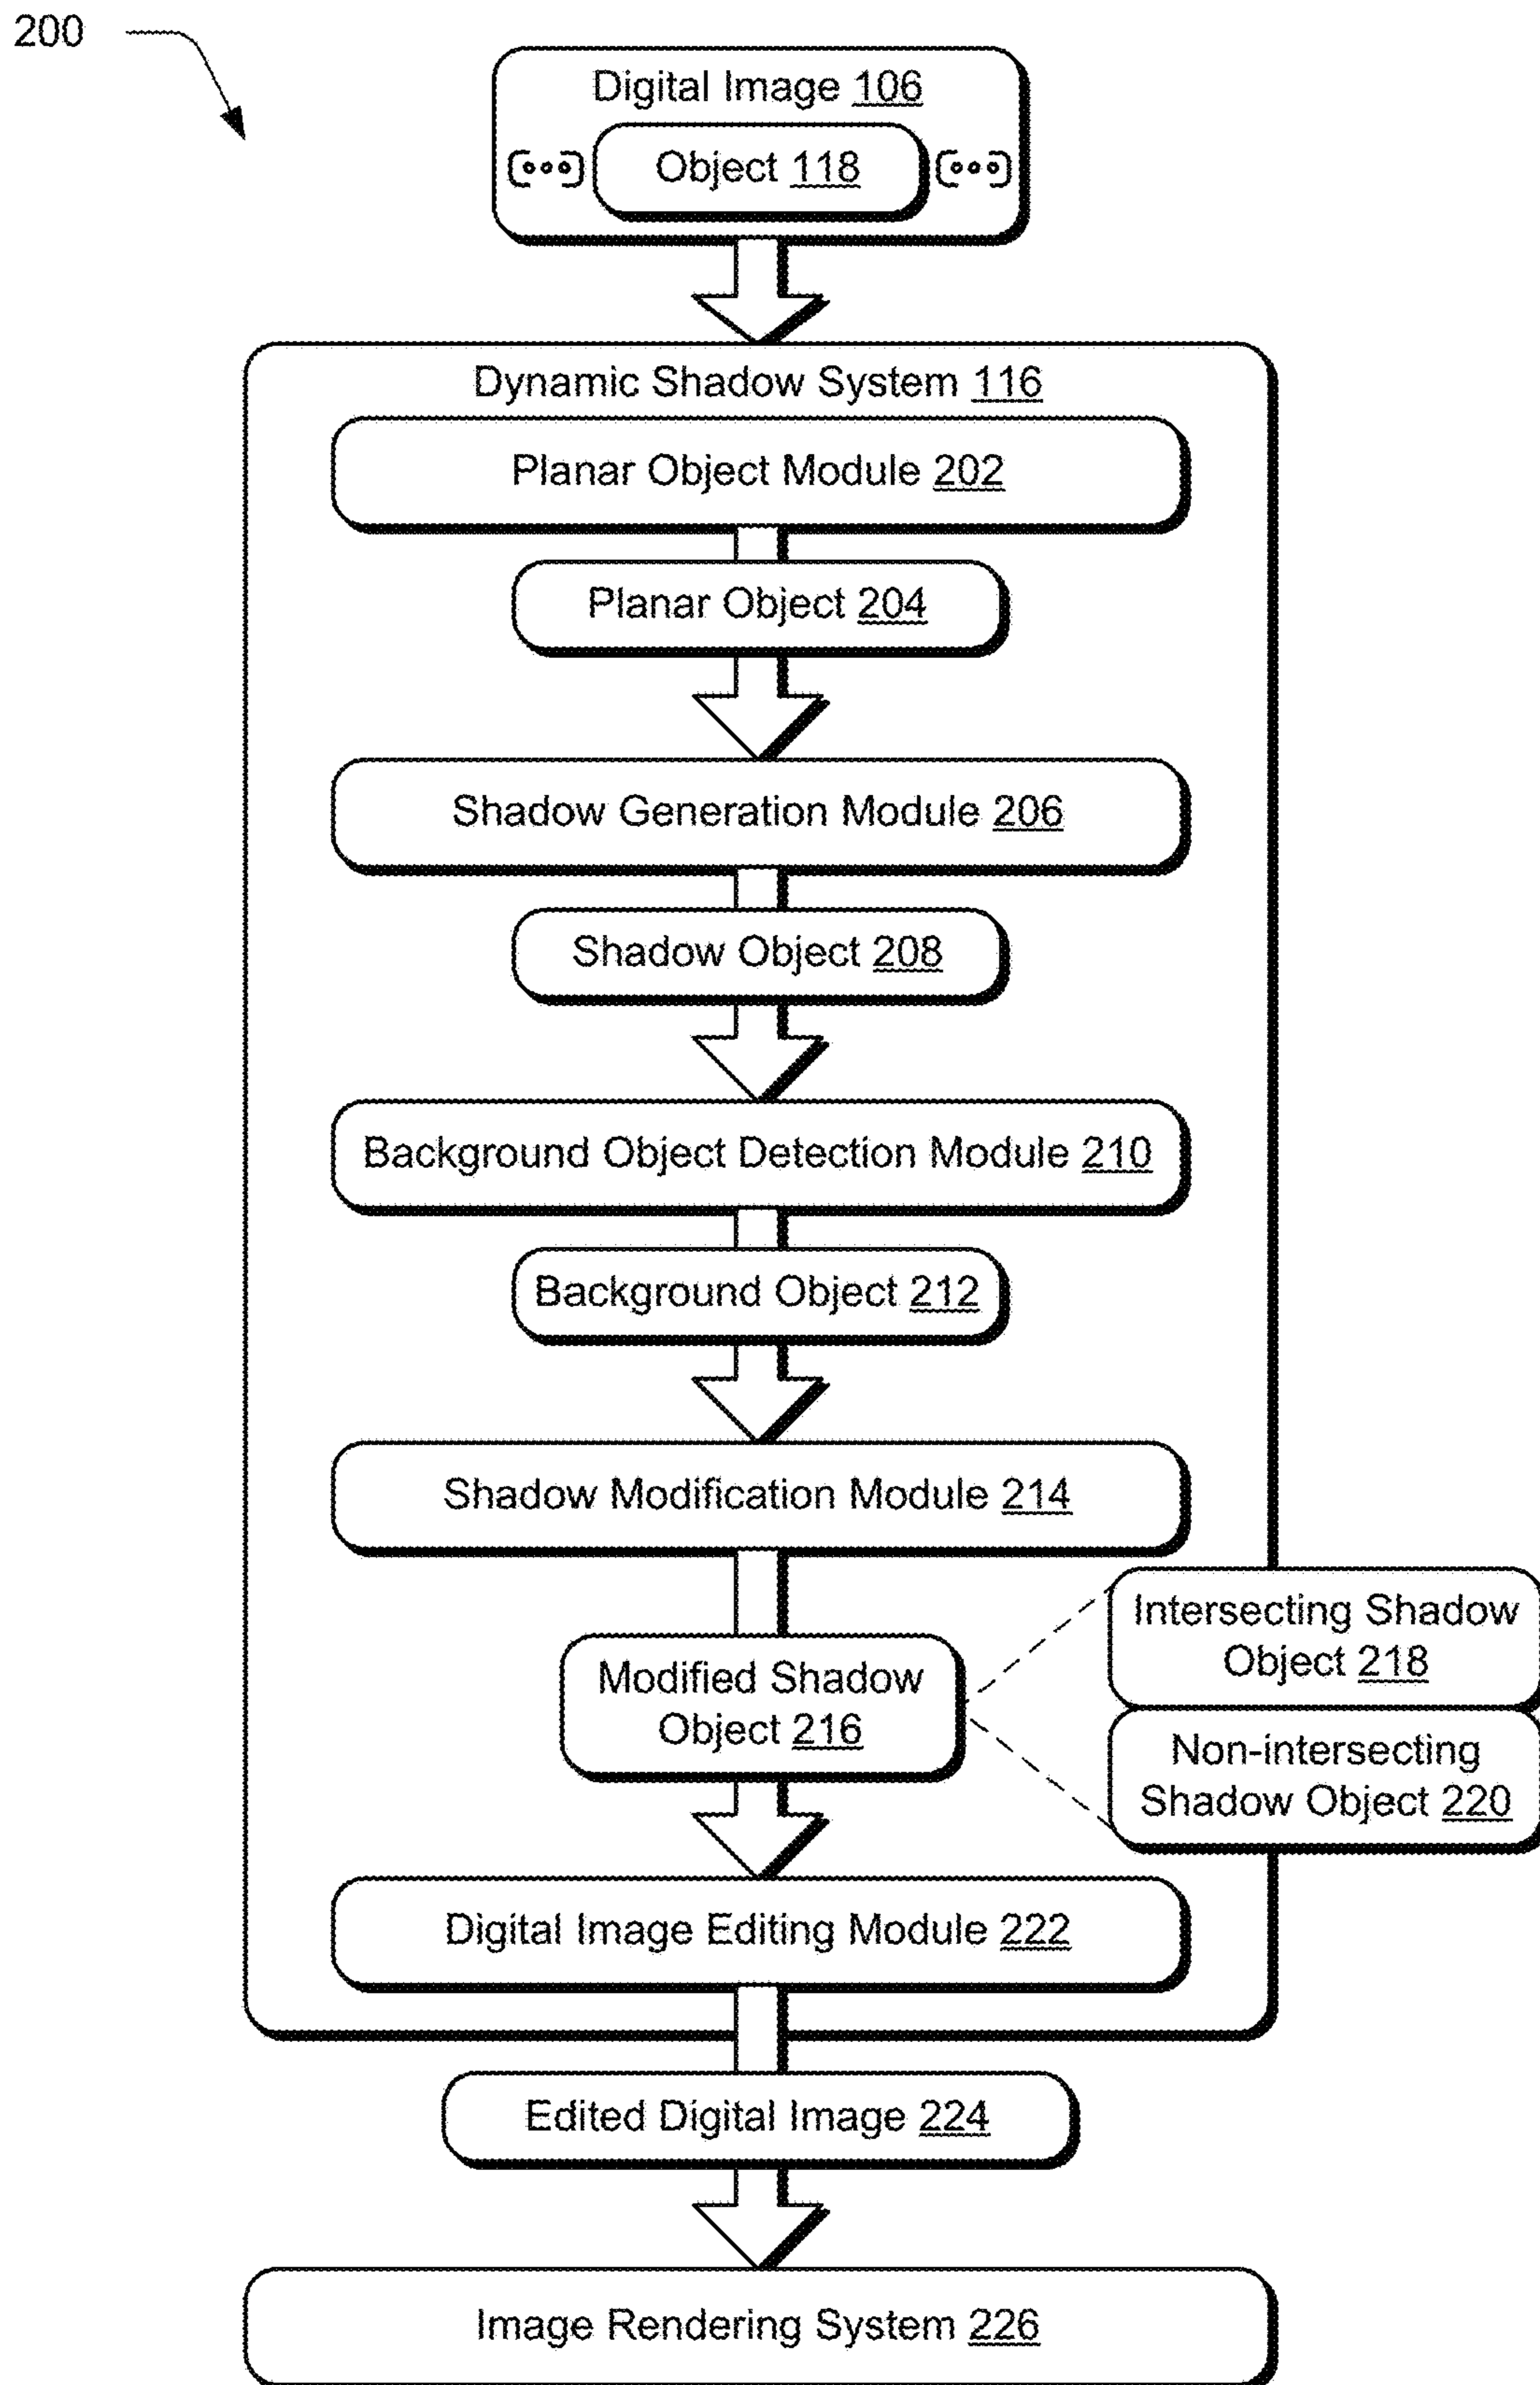 200
Digital Image 106
Object 118
Dynamic Shadow System 116
Planar Object Module 202
Planar Object 204
Shadow Generation Module 206
Shadow Object 208
Background Object Detection Module 210
Background Object 212
Shadow Modification Module 214
Modified Shadow
Object 216
Intersecting Shadow
Object 218
Non-intersecting
Shadow Object 220
Digital Image Editing Module 222
Edited Digital Image 224
Image Rendering System 226